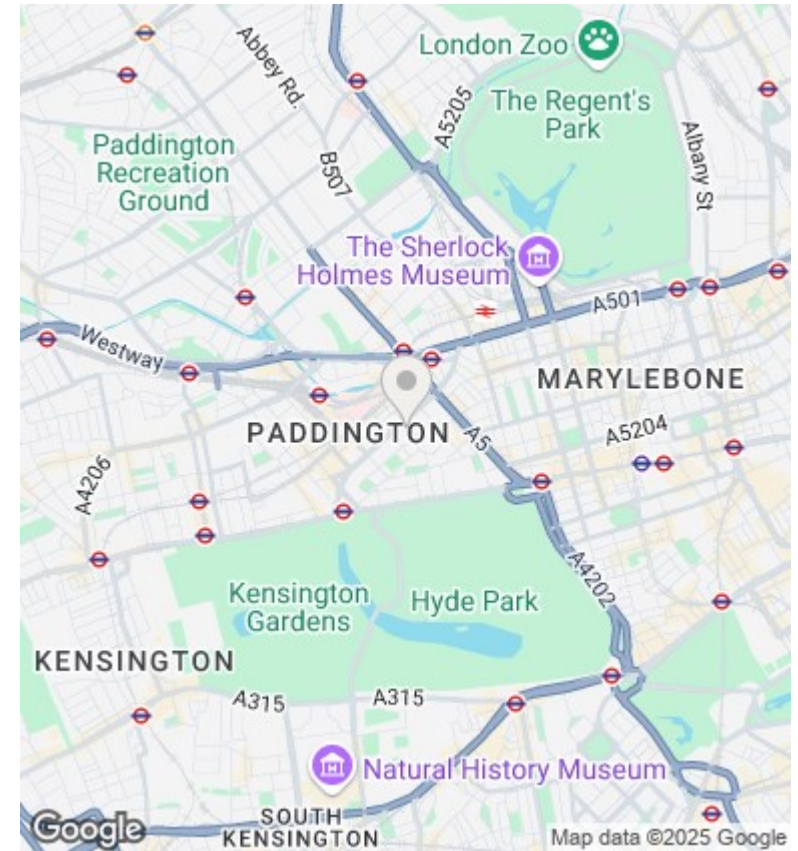 London Zoo
Abbey Rd.
A5205
The Regent's
Park
Albany St
Paddington
Recreation
Ground
B507
The Sherlock
Holmes Museum
A501
Westway
MARYLEBONE
PADDINGTON
A5
A5204
A4206
A4202
Kensington
Gardens
Hyde Park
KENSINGTON
A315
A315
Natural History Museum
SOUTH
KENSINGTON
Google
Map data ©2025 Google